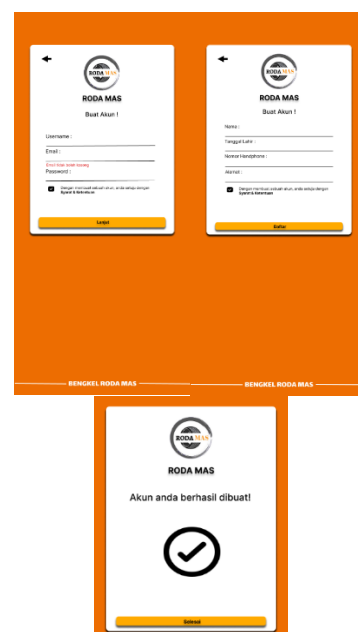 RODA MAS
RODA MAS
Buat Akun !
Username :
Email :
Password :
Dengan membuat sebuah akun, anda setuju dengan
Syarat & Ketentuan
Lanjut
BENGKEL RODA MAS
RODA MAS
RODA MAS
Buat Akun !
Nama :
Tanggal Lahir :
Nomor Handphone :
Alamat :
Dengan membuat sebuah akun, anda setuju dengan
Syarat & Ketentuan
Daftar
BENGKEL RODA MAS
RODA MAS
RODA MAS
Akun anda berhasil dibuat!
Selesai